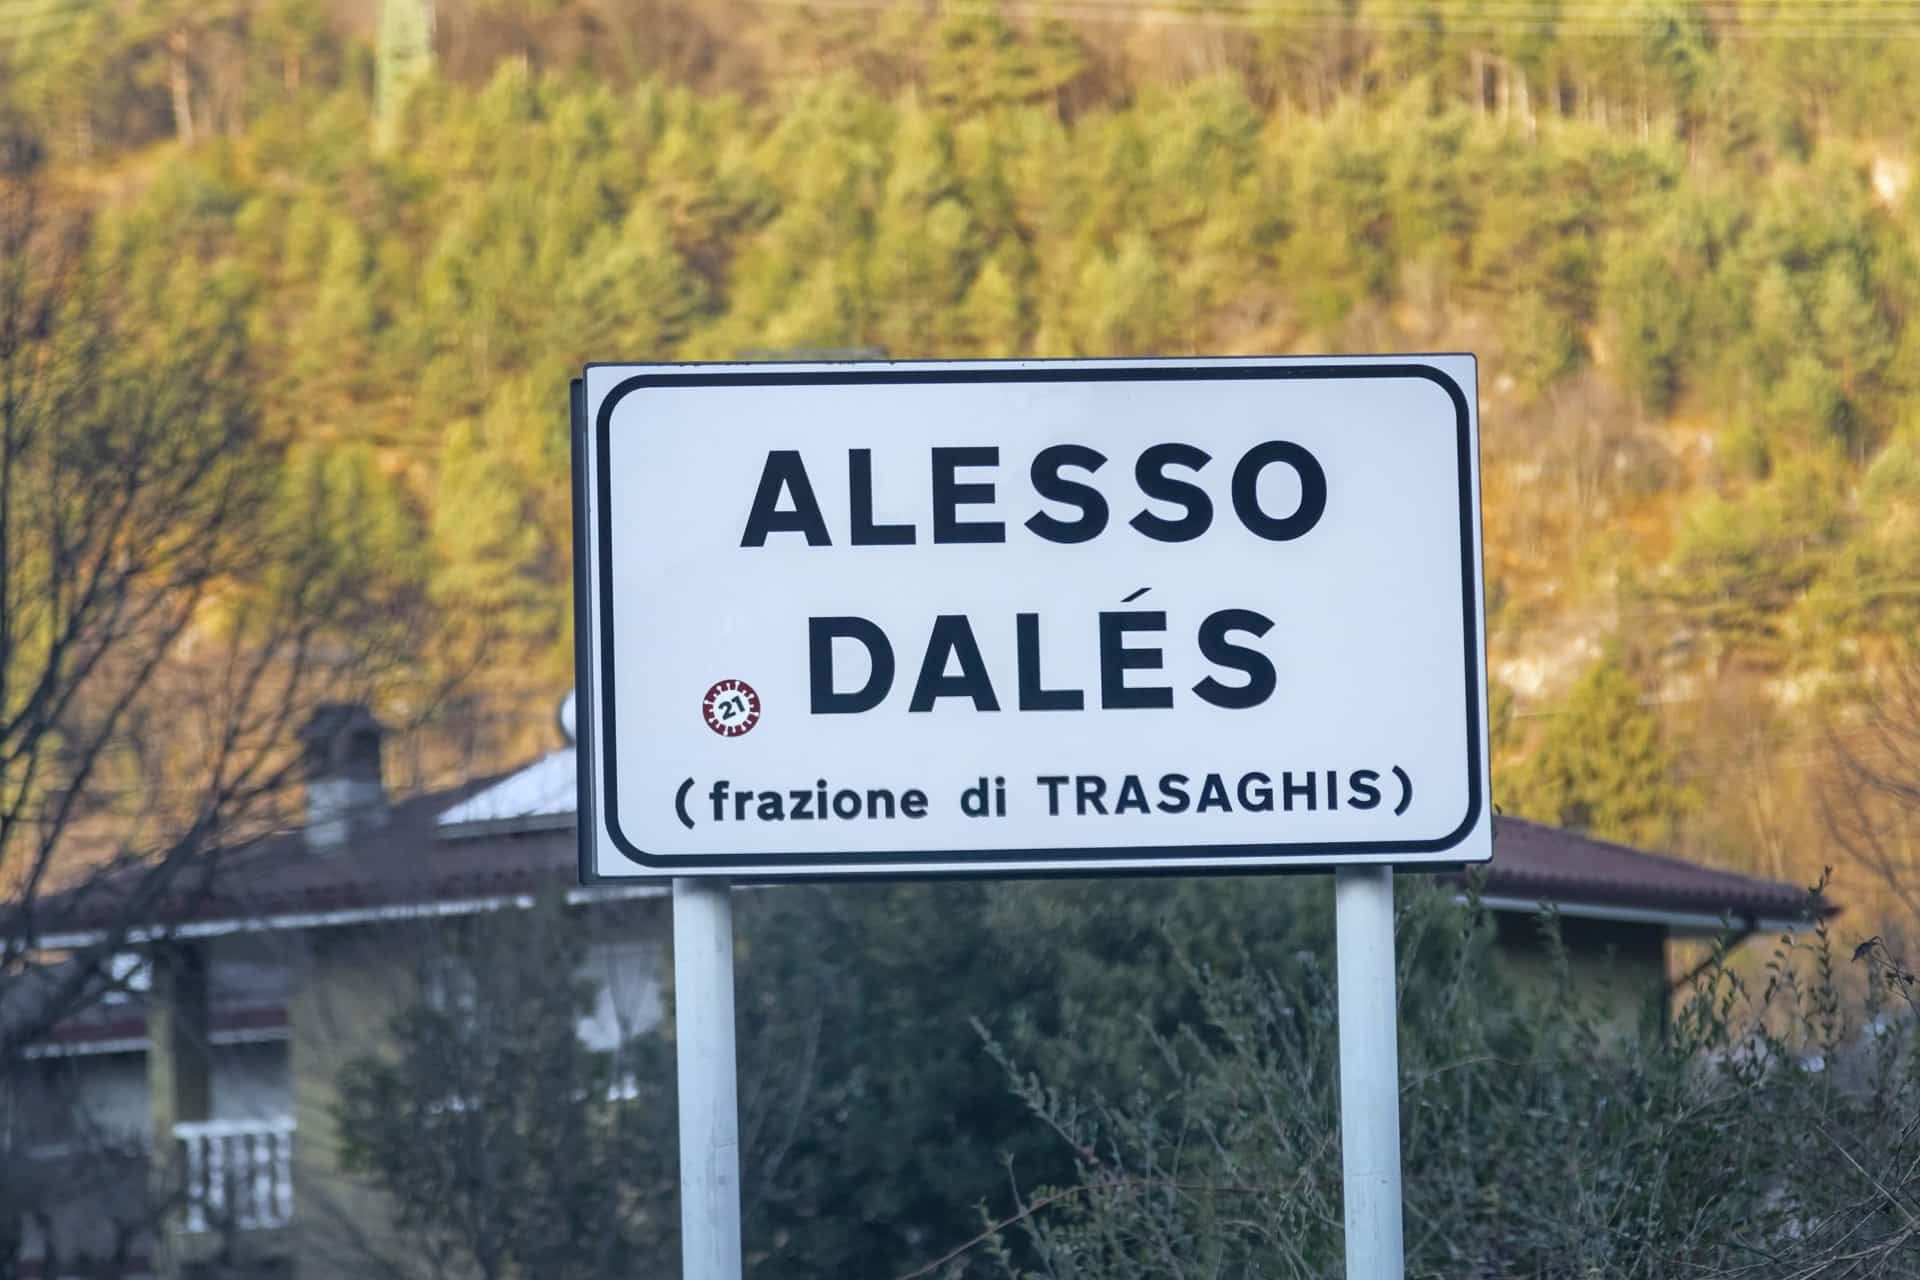 ALESSO
DALÉS
21
(frazione di TRASAGHIS)